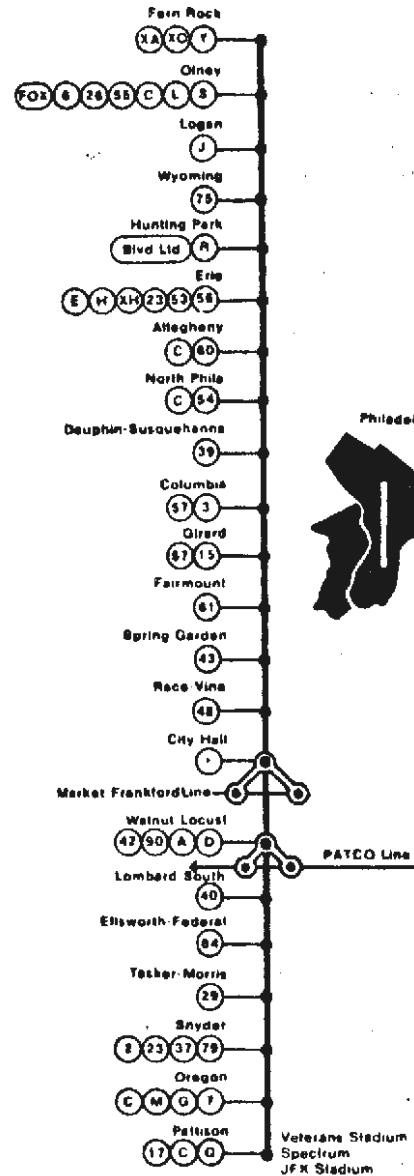 Fern Rock
XA XO Y
Olney
FOX 6 26 55 C L S
Logan
J
Wyoming
75
Hunting Park
Blvd Ltd R
Erie
E H XH 23 53 56
Allegheny
C 60
North Phila
C 54
Dauphin-Susquehanna
39
Columbia
57 3
Girard
57 15
Fairmount
61
Spring Garden
43
Race-Vine
48
City Hall
Market Frankford Line
Walnut Locust
42 90 A D
PATCO Line
Lombard South
40
Ellsworth-Federal
64
Tasker-Morris
29
Snyder
2 23 37 79
Oregon
C M G 7
Pattison
17 C G
Veterans Stadium
Spectrum
JFK Stadium